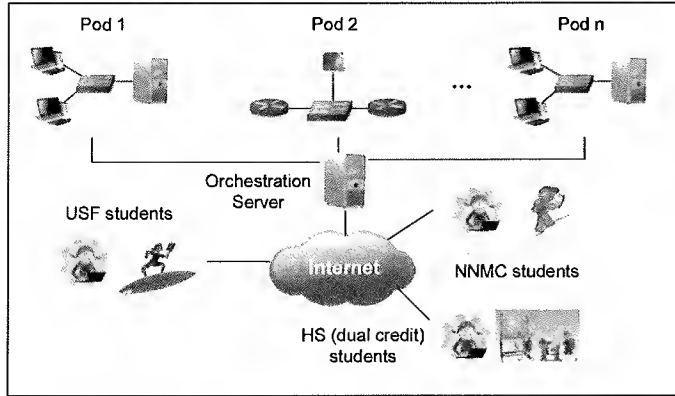 Pod 1
Pod 2
Pod n
...
Orchestration
Server
USF students
Internet
NNMC students
HS (dual credit)
students